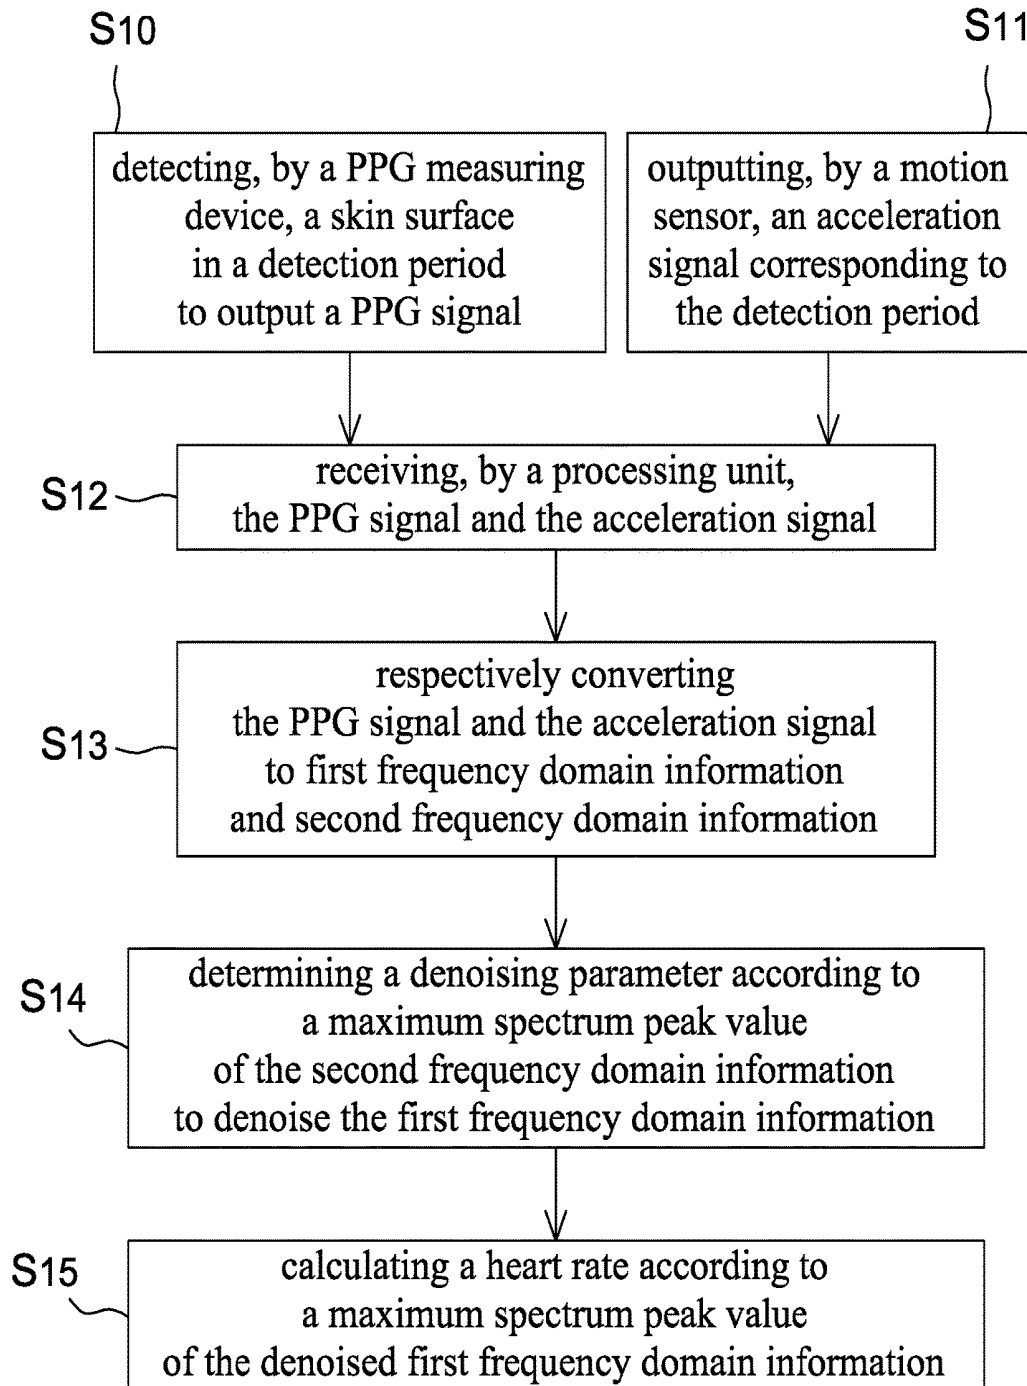 S10
S11
detecting, by a PPG measuring
device, a skin surface
in a detection period
to output a PPG signal
outputting, by a motion
sensor, an acceleration
signal corresponding to
the detection period
S12
receiving, by a processing unit,
the PPG signal and the acceleration signal
S13
respectively converting
the PPG signal and the acceleration signal
to first frequency domain information
and second frequency domain information
S14
determining a denoising parameter according to
a maximum spectrum peak value
of the second frequency domain information
to denoise the first frequency domain information
S15
calculating a heart rate according to
a maximum spectrum peak value
of the denoised first frequency domain information